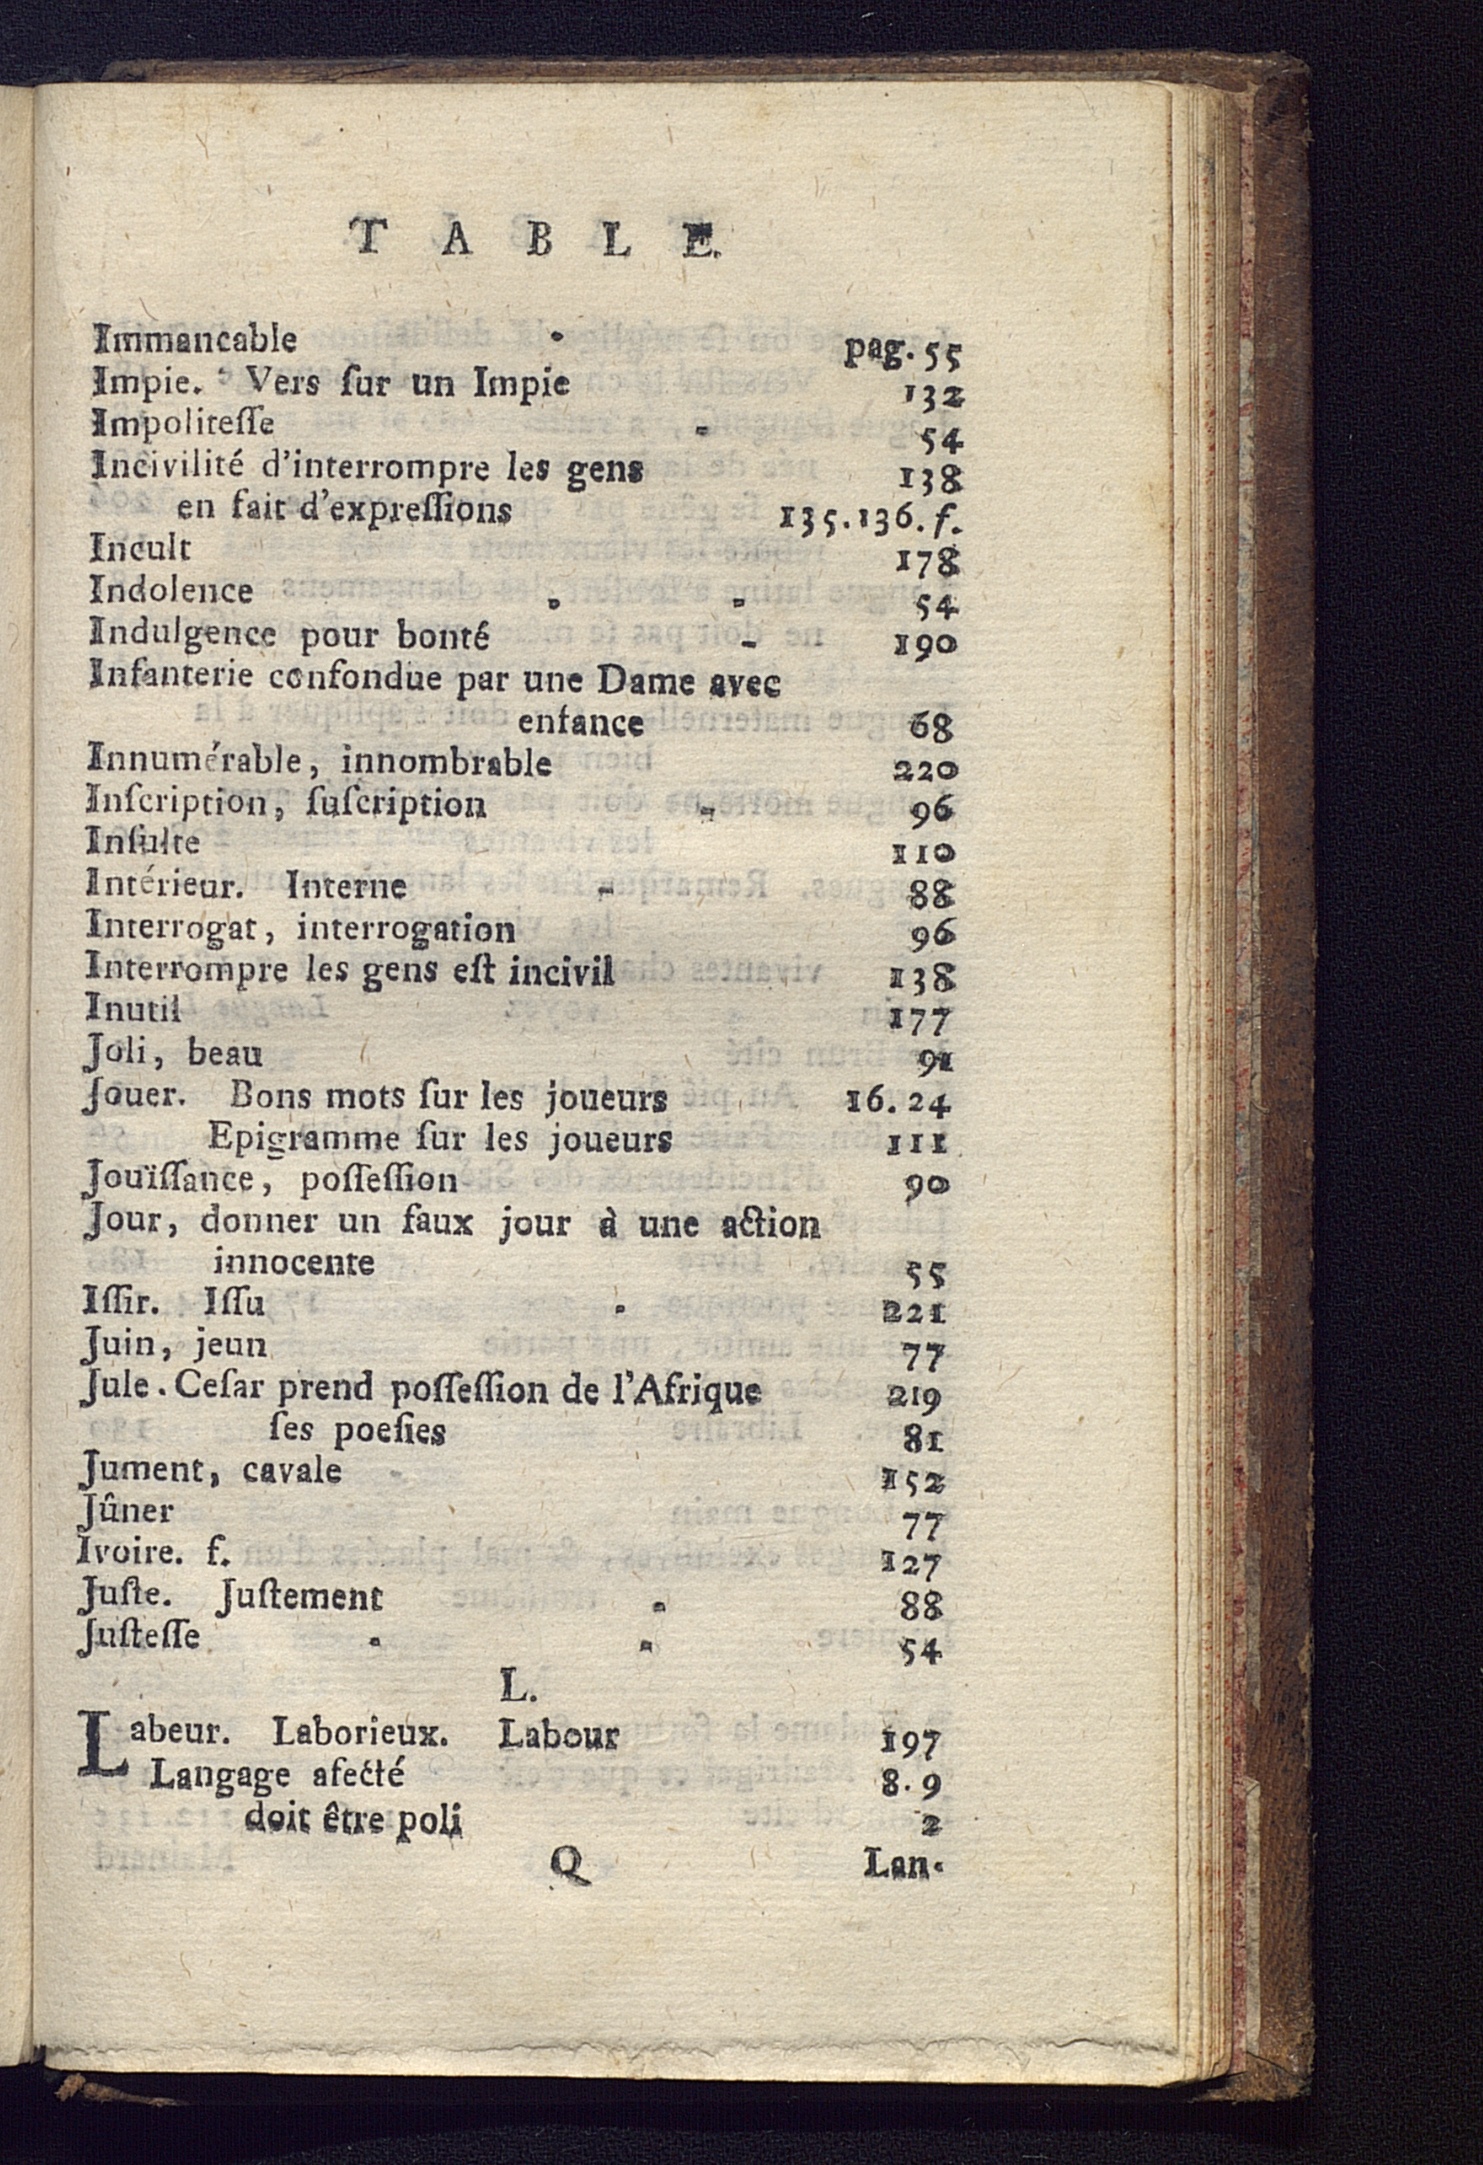 TABLE.
Immancable - pag. 55
Impie. Vers ſur un Impie 132
Impoliteſſe - 54
Incivilité d'interrompre les gens 138
en fait d'expreſſions 135.136. ſ.
Incult 178
Indolence - - 54
Indulgence pour bonté - 190
Infanterie confondue par une Dame avec
enfance 68
Innumérable, innombrable 220
Inſcription, ſuſcription - 96
Inſulte 110
Intérieur. Interne - 88
Interrogat, interrogation 96
Interrompre les gens eſt incivil 138
Inutil 177
Joli, beau 91
Jouer. Bons mots ſur les joueurs 16. 24
Epigramme ſur les joueurs 111
Jouïſſance, poſſeſſion 90
Jour, donner un faux jour à une action
innocente 55
Iſſir. Iſſu - 221
Juin, jeun 77
Jule. Ceſar prend poſſeſſion de l'Afrique 219
ſes poeſies 81
Jument, cavale 152
Jûner 77
Ivoire. f. 127
Juſte. Juſtement - 88
Juſteſſe - - 54
L.
Labeur. Laborieux. Labour 197
Langage afecté 8. 9
doit être poli 2
Q Lan-